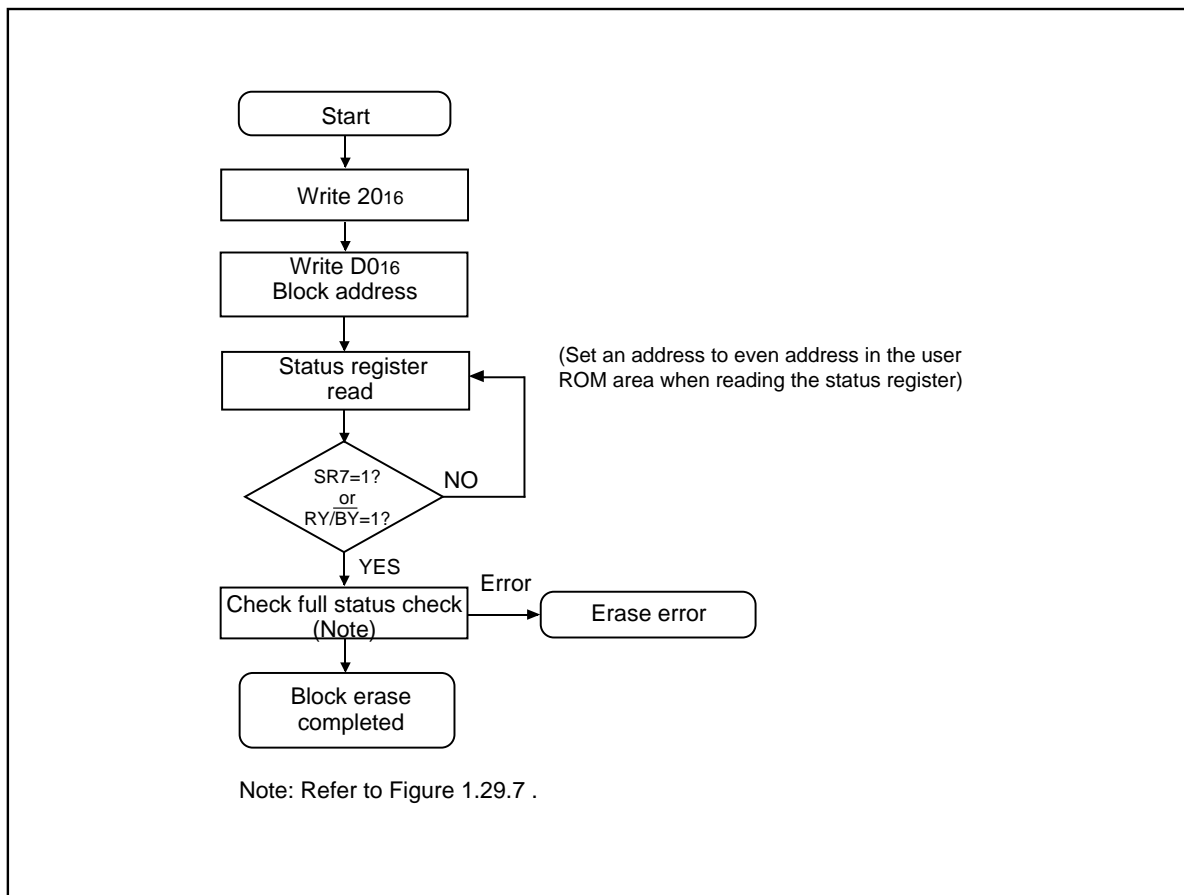 Start
Write 2016
Write D016
Block address
Status register
read
(Set an address to even address in the user
ROM area when reading the status register)
SR7=1?
or
RY/B̅Y̅=1?
NO
YES
Check full status check
(Note)
Error
Erase error
Block erase
completed
Note: Refer to Figure 1.29.7 .